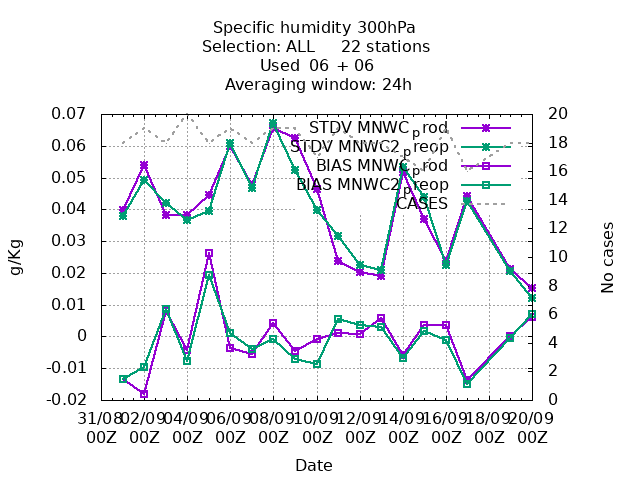 Specific humidity 300hPa
Selection: ALL     22 stations
Used  06 + 06
Averaging window: 24h
0.07
0.06
0.05
0.04
0.03
0.02
0.01
0
-0.01
-0.02
g/Kg
20
18
16
14
12
10
8
6
4
2
0
No cases
STDV MNWC_prod
STDV MNWC2_preop
BIAS MNWC_prod
BIAS MNWC2_preop
CASES
31/08 02/09 04/09 06/09 08/09 10/09 12/09 14/09 16/09 18/09 20/09
00Z 00Z 00Z 00Z 00Z 00Z 00Z 00Z 00Z 00Z 00Z
Date